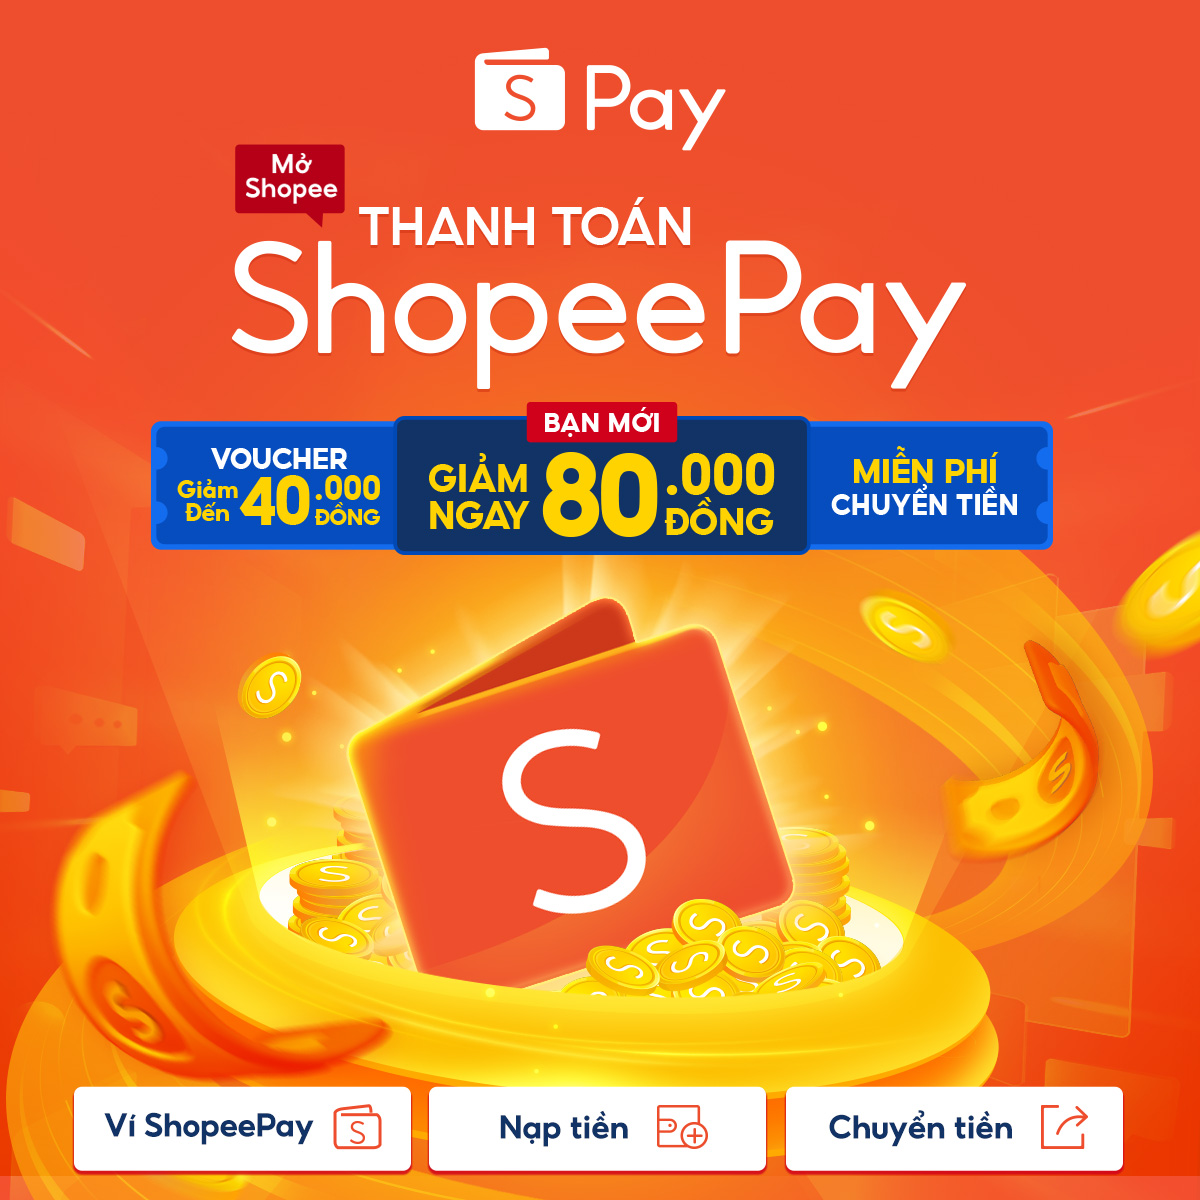 S Pay
Mở
Shopee
THANH TOÁN
ShopeePay
BẠN MỚI
VOUCHER
Giảm
Đến
40.000
ĐỒNG
GIẢM
NGAY
80.000
ĐỒNG
MIỄN PHÍ
CHUYỂN TIỀN
S
S
S
S
S
S
S
S
S
S
S
S
S
Ví ShopeePay
S
Nạp tiền
Chuyển tiền